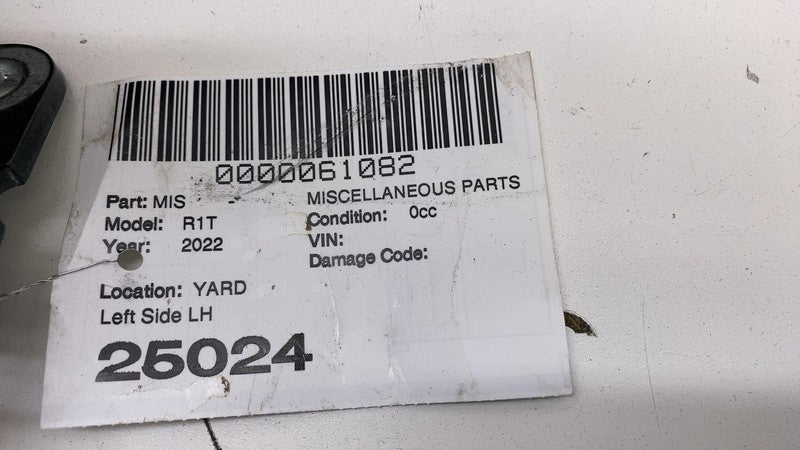 0000061082
Part: MIS - MISCELLANEOUS PARTS
Model: R1T Condition: 0cc
Year: 2022 VIN:
Damage Code:
Location: YARD
Left Side LH
25024